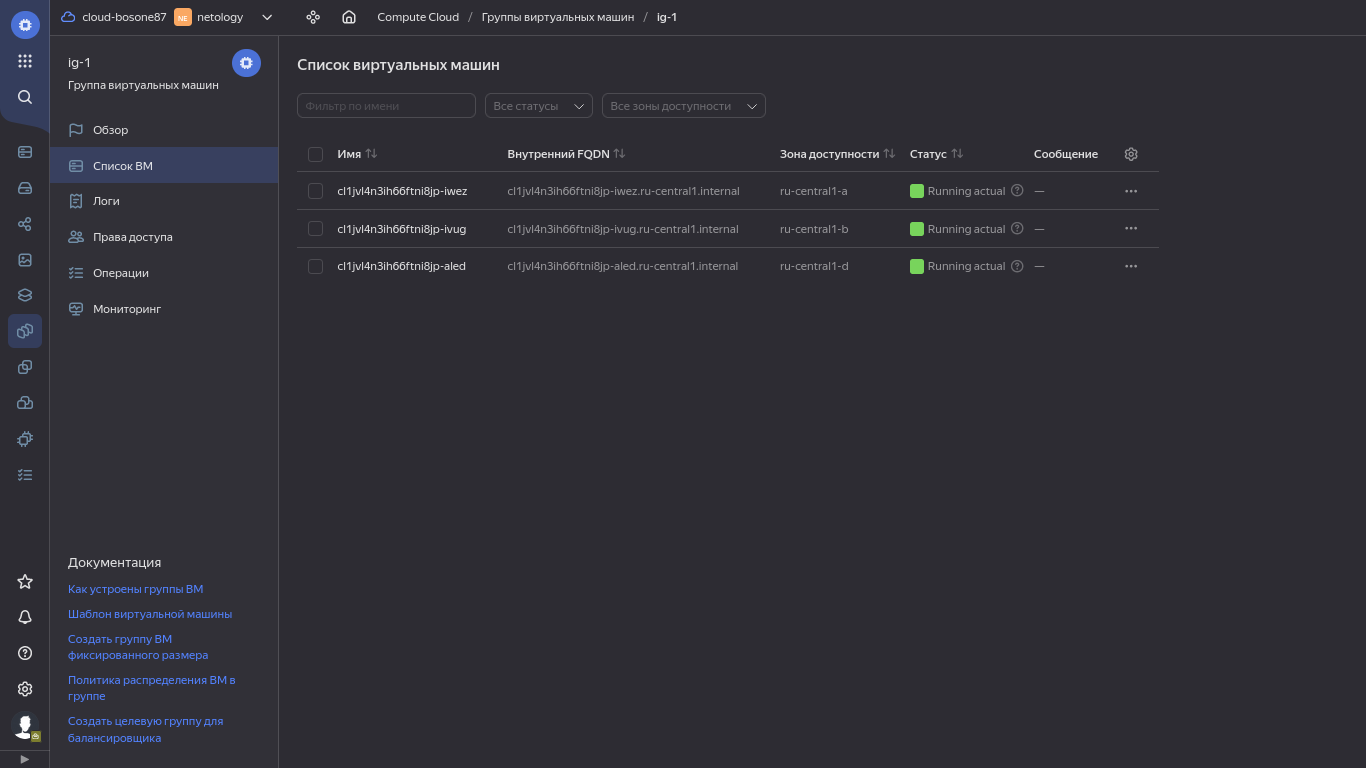 cloud-bosone87 NE netology Compute Cloud / Группы виртуальных машин / ig-1
ig-1
Группа виртуальных машин
Обзор
Список ВМ
Логи
Права доступа
Операции
Мониторинг
Документация
Как устроены группы ВМ
Шаблон виртуальной машины
Создать группу ВМ
фиксированного размера
Политика распределения ВМ в
группе
Создать целевую группу для
балансировщика
Список виртуальных машин
Фильтр по имени Все статусы Все зоны доступности
Имя Внутренний FQDN Зона доступности Статус Сообщение
cl1jvl4n3ih66ftni8jp-iwez cl1jvl4n3ih66ftni8jp-iwez.ru-central1.internal ru-central1-a Running actual —
cl1jvl4n3ih66ftni8jp-ivug cl1jvl4n3ih66ftni8jp-ivug.ru-central1.internal ru-central1-b Running actual —
cl1jvl4n3ih66ftni8jp-aled cl1jvl4n3ih66ftni8jp-aled.ru-central1.internal ru-central1-d Running actual —